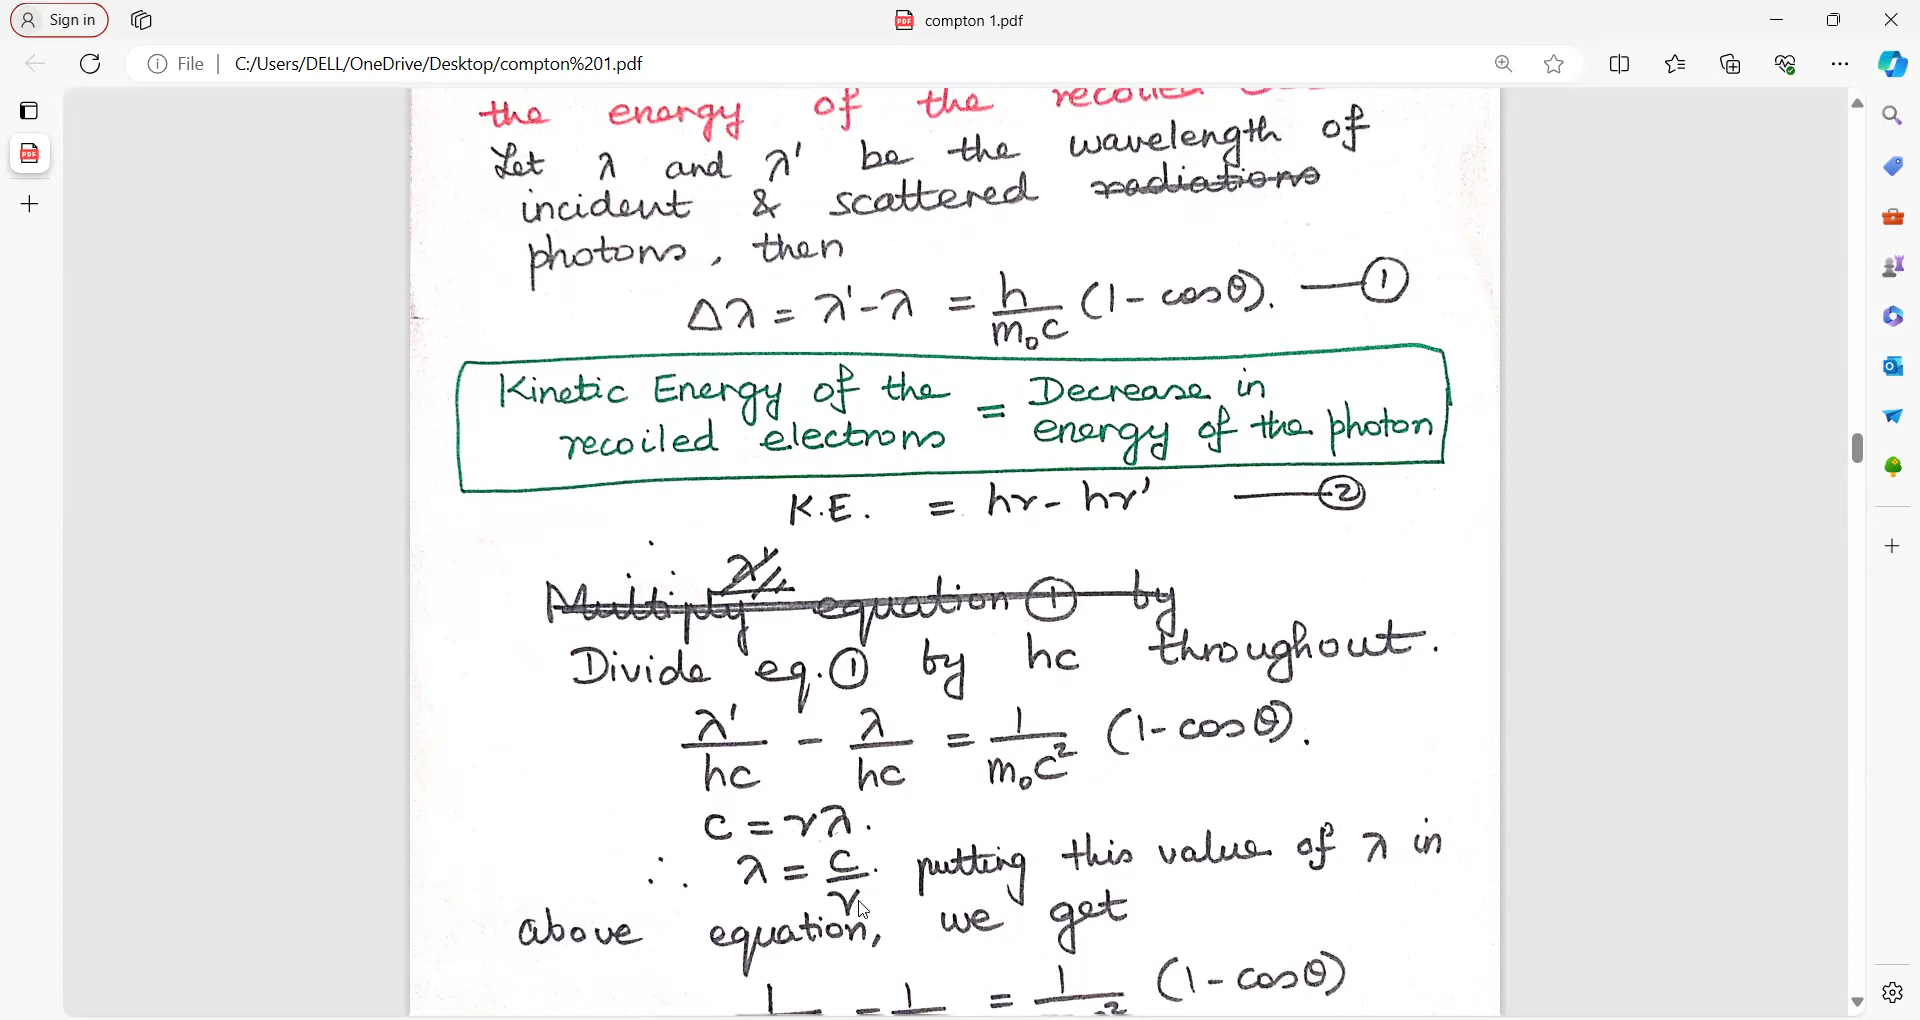 Sign in
compton 1.pdf
File | C:/Users/DELL/OneDrive/Desktop/compton%201.pdf
the energy of the recoiled
Let λ and λ' be the wavelength of
incident & scattered radiations
photons, then
Δλ = λ'-λ = h/m₀c (1 - cosθ). —①
Kinetic Energy of the = Decrease in
recoiled electrons energy of the photon
K.E. = hν - hν' —②
Multiply equation ① by
Divide eq.① by hc throughout.
λ'/hc - λ/hc = 1/m₀c² (1 - cosθ).
c = νλ.
∴ λ = c/ν. putting this value of λ in
above equation, we get
(1 - cosθ)